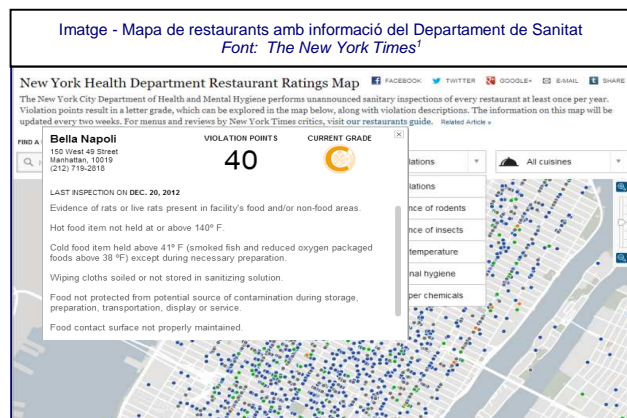 Imatge - Mapa de restaurants amb informació del Departament de Sanitat
Font: The New York Times¹
New York Health Department Restaurant Ratings Map
FACEBOOK TWITTER GOOGLE+ E-MAIL SHARE
The New York City Department of Health and Mental Hygiene performs unannounced sanitary inspections of every restaurant at least once per year.
Violation points result in a letter grade, which can be explored in the map below, along with violation descriptions. The information on this map will be
updated every two weeks. For menus and reviews by New York Times critics, visit our restaurants guide. Related Article »
FIND A
Bella Napoli
150 West 49 Street
Manhattan, 10019
(212) 719-2818
VIOLATION POINTS
40
CURRENT GRADE
C
LAST INSPECTION ON DEC. 20, 2012
Evidence of rats or live rats present in facility's food and/or non-food areas.
Hot food item not held at or above 140º F.
Cold food item held above 41º F (smoked fish and reduced oxygen packaged
foods above 38 ºF) except during necessary preparation.
Wiping cloths soiled or not stored in sanitizing solution.
Food not protected from potential source of contamination during storage,
preparation, transportation, display or service.
Food contact surface not properly maintained.
lations
All cuisines
lations
nce of rodents
nce of insects
temperature
nal hygiene
per chemicals